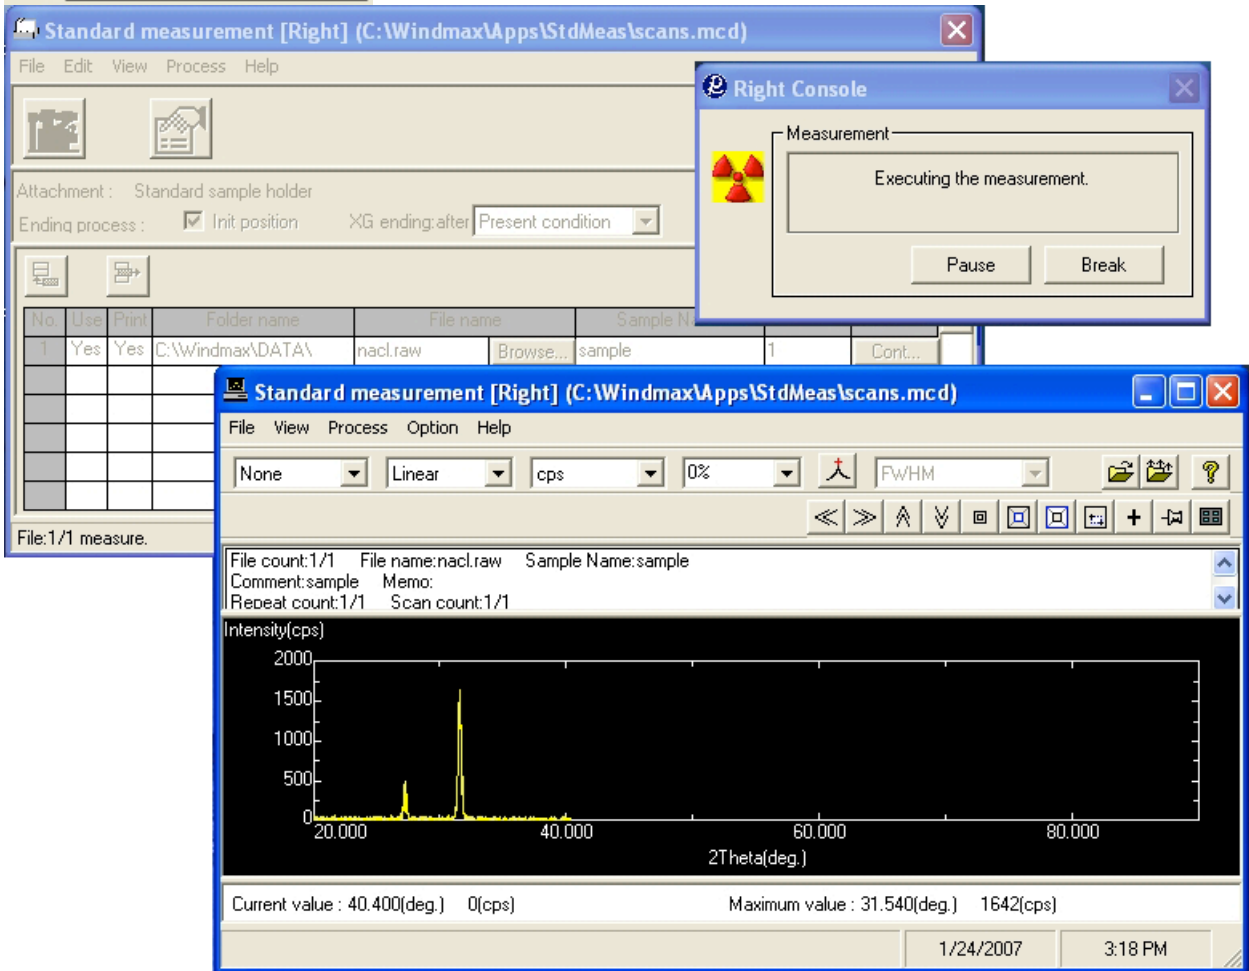 Standard measurement [Right] (C:\Windmax\Apps\StdMeas\scans.mcd)
File Edit View Process Help
Attachment : Standard sample holder
Ending process : Init position XG ending:after Present condition
No. Use Print Folder name File name Sample N
1 Yes Yes C:\Windmax\DATA\ nacl.raw Browse... sample 1 Cont...
File:1/1 measure.
Right Console
Measurement
Executing the measurement.
Pause Break
Standard measurement [Right] (C:\Windmax\Apps\StdMeas\scans.mcd)
File View Process Option Help
None Linear cps 0% FWHM
File count:1/1 File name:nacl.raw Sample Name:sample
Comment:sample Memo:
Repeat count:1/1 Scan count:1/1
Intensity(cps)
2000
1500
1000
500
0
20.000 40.000 60.000 80.000
2Theta(deg.)
Current value : 40.400(deg.) 0(cps) Maximum value : 31.540(deg.) 1642(cps)
1/24/2007 3:18 PM